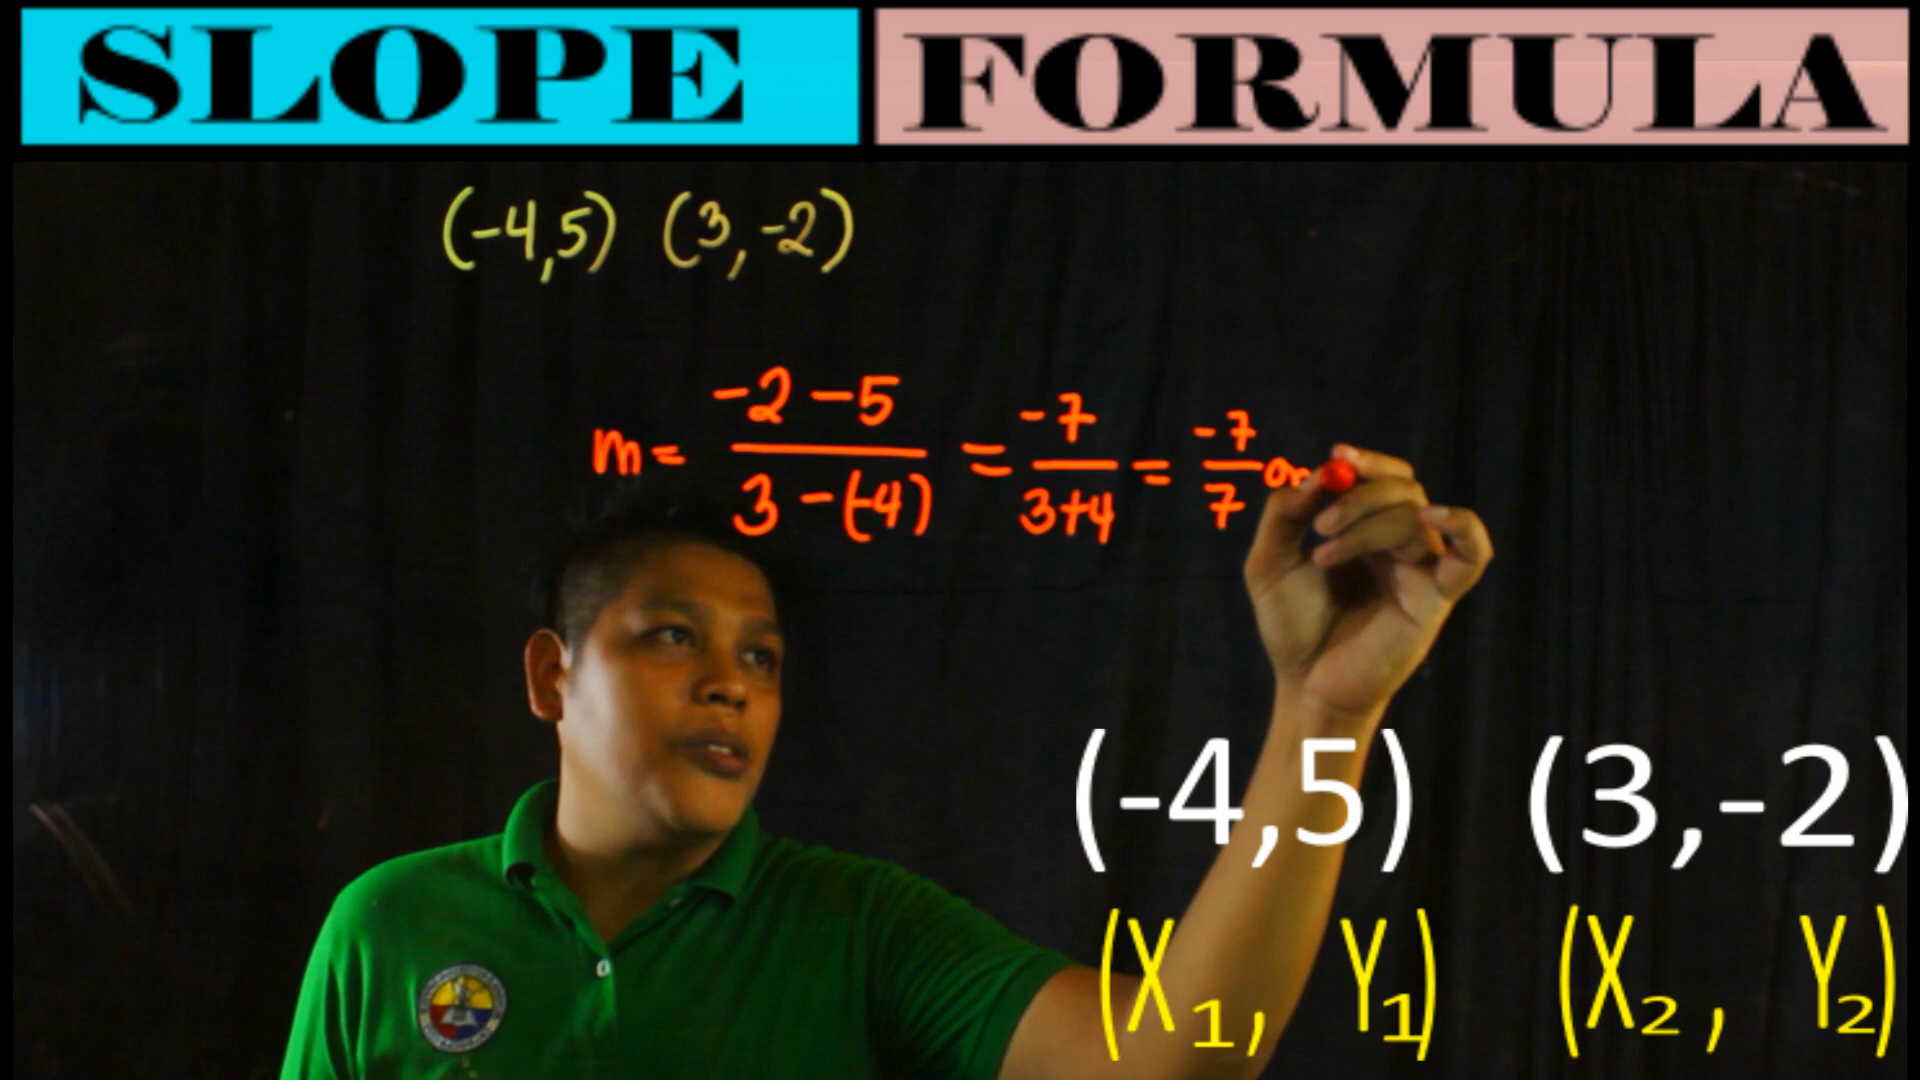 SLOPE FORMULA
(-4,5) (3,-2)
m = -2-5 / 3-(-4) = -7 / 3+4 = -7 / 7 or
(-4,5) (3,-2)
(X1, Y1) (X2, Y2)